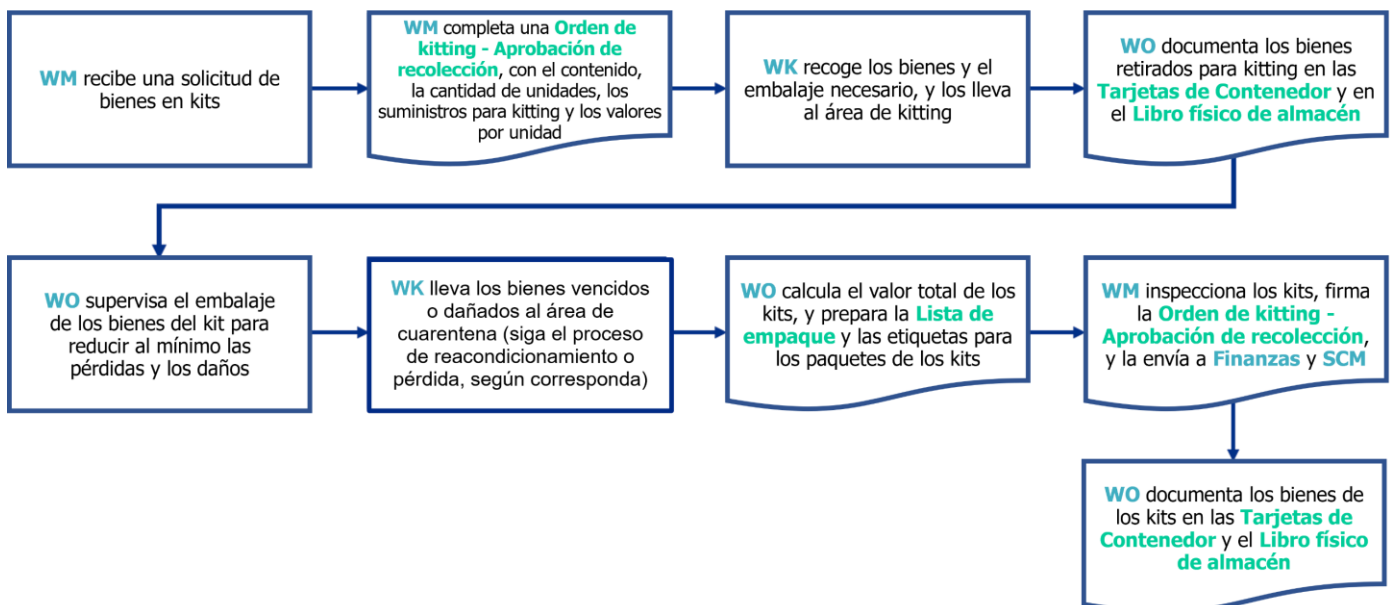 WM recibe una solicitud de
bienes en kits
WM completa una Orden de
kitting - Aprobación de
recolección, con el contenido,
la cantidad de unidades, los
suministros para kitting y los valores
por unidad
WK recoge los bienes y el
embalaje necesario, y los lleva
al área de kitting
WO documenta los bienes
retirados para kitting en las
Tarjetas de Contenedor y en
el Libro físico de almacén
WO supervisa el embalaje
de los bienes del kit para
reducir al mínimo las
pérdidas y los daños
WK lleva los bienes vencidos
o dañados al área de
cuarentena (siga el proceso
de reacondicionamiento o
pérdida, según corresponda)
WO calcula el valor total de los
kits, y prepara la Lista de
empaque y las etiquetas para
los paquetes de los kits
WM inspecciona los kits, firma
la Orden de kitting -
Aprobación de recolección,
y la envía a Finanzas y SCM
WO documenta los bienes de
los kits en las Tarjetas de
Contenedor y el Libro físico
de almacén